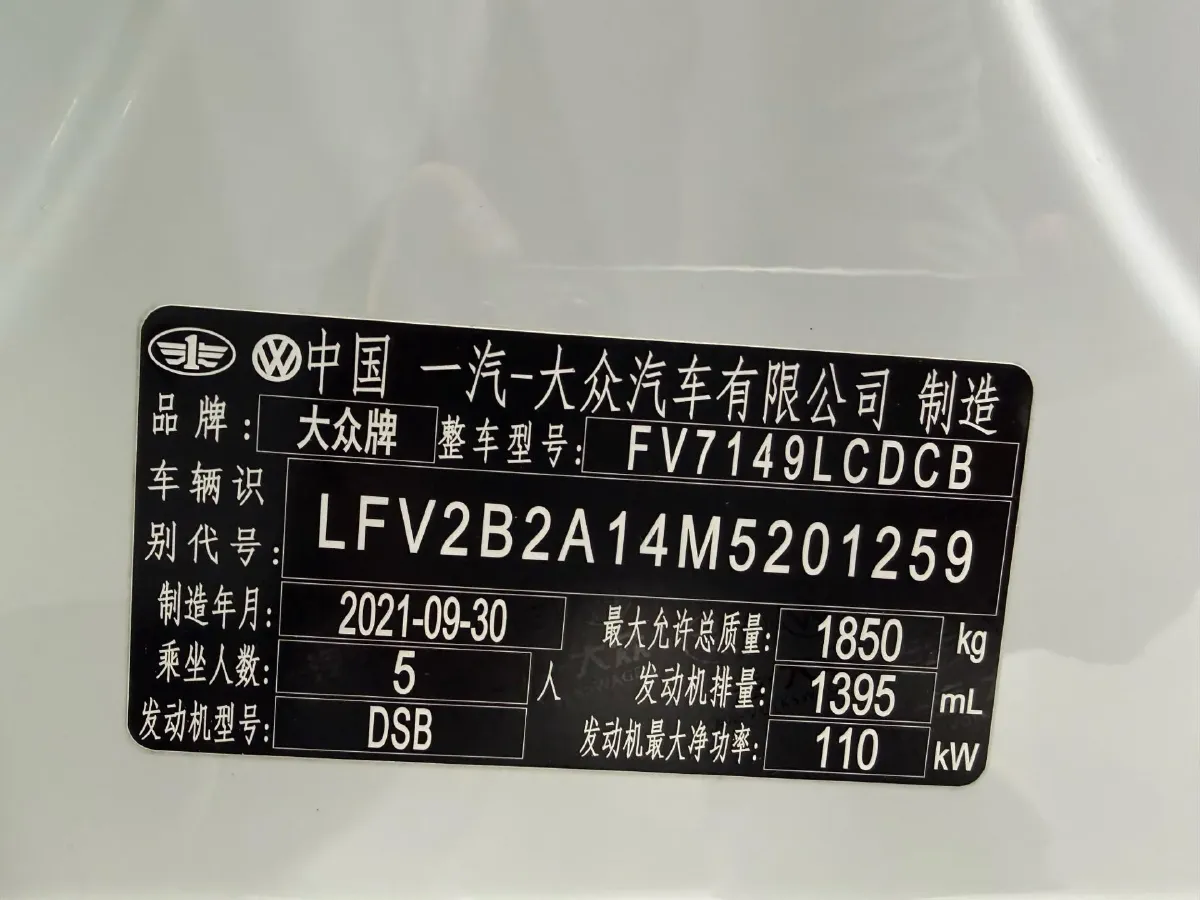 中国 一汽-大众汽车有限公司 制造
品牌: 大众牌 整车型号: FV7149LCDCB
车辆识别代号: LFV2B2A14M5201259
制造年月: 2021-09-30 最大允许总质量: 1850 kg
乘坐人数: 5 人 发动机排量: 1395 mL
发动机型号: DSB 发动机最大净功率: 110 kW